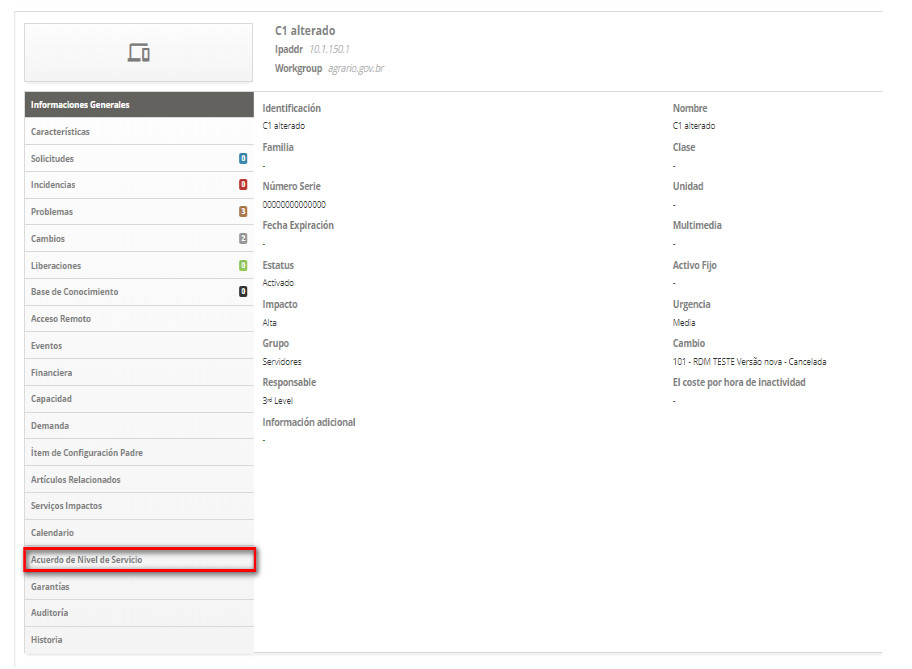 C1 alterado
Ipaddr 10.1.150.1
Workgroup agrario.gov.br
Informaciones Generales
Características
Solicitudes 0
Incidencias 0
Problemas 3
Cambios 2
Liberaciones 0
Base de Conocimiento 0
Acceso Remoto
Eventos
Financiera
Capacidad
Demanda
Ítem de Configuración Padre
Artículos Relacionados
Serviços Impactos
Calendario
Acuerdo de Nivel de Servicio
Garantías
Auditoría
Historia
Identificación Nombre
C1 alterado C1 alterado
Familia Clase
- -
Número Serie Unidad
00000000000000 -
Fecha Expiración Multimedia
- -
Estatus Activo Fijo
Activado -
Impacto Urgencia
Alta Media
Grupo Cambio
Servidores 101 - RDM TESTE Versão nova - Cancelada
Responsable El coste por hora de inactividad
3rd Level -
Información adicional
-